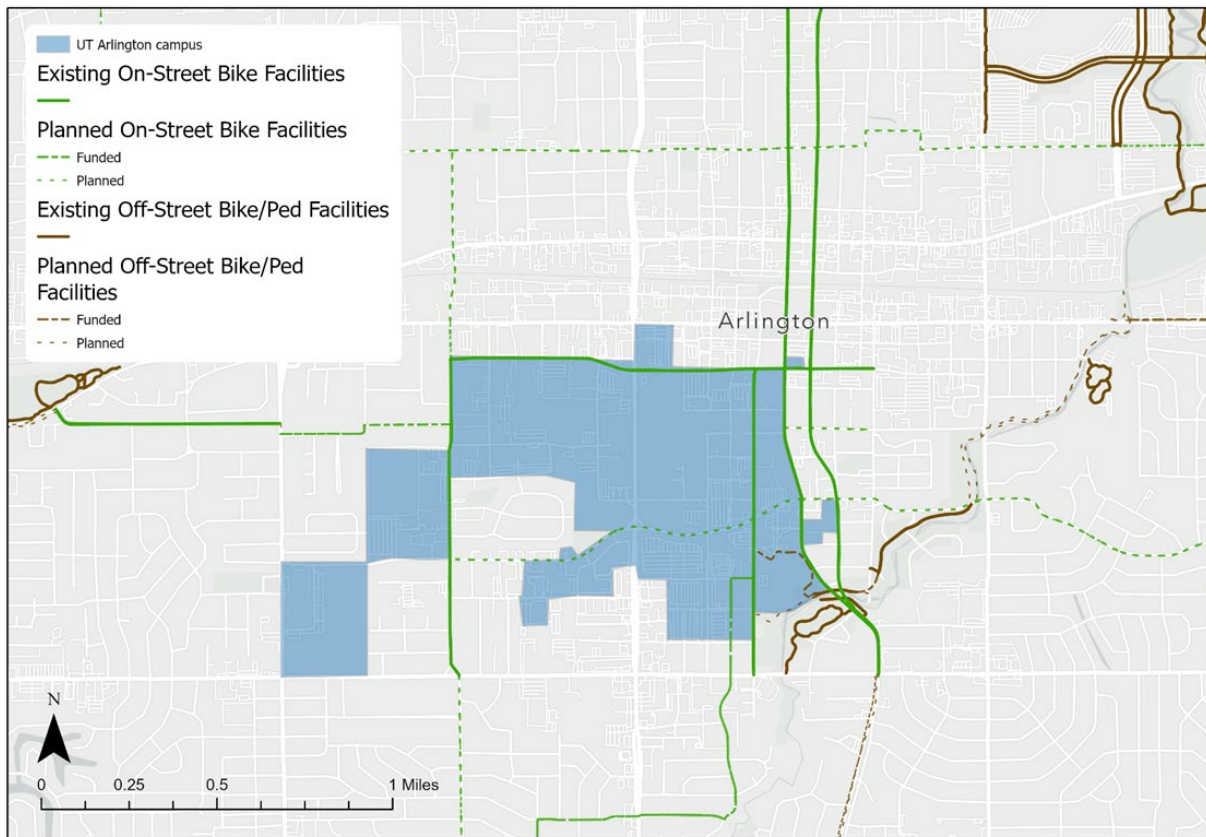 UT Arlington campus
Existing On-Street Bike Facilities
Planned On-Street Bike Facilities
Funded
Planned
Existing Off-Street Bike/Ped Facilities
Planned Off-Street Bike/Ped
Facilities
Funded
Planned
Arlington
N
0 0.25 0.5 1 Miles